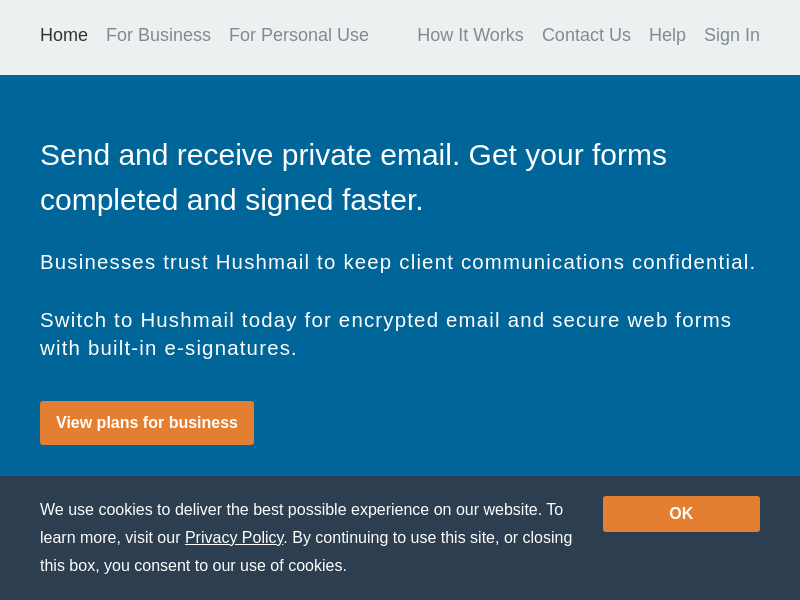 Home For Business For Personal Use How It Works Contact Us Help Sign In
Send and receive private email. Get your forms
completed and signed faster.
Businesses trust Hushmail to keep client communications confidential.
Switch to Hushmail today for encrypted email and secure web forms
with built-in e-signatures.
View plans for business
We use cookies to deliver the best possible experience on our website. To
learn more, visit our Privacy Policy. By continuing to use this site, or closing
this box, you consent to our use of cookies.
OK